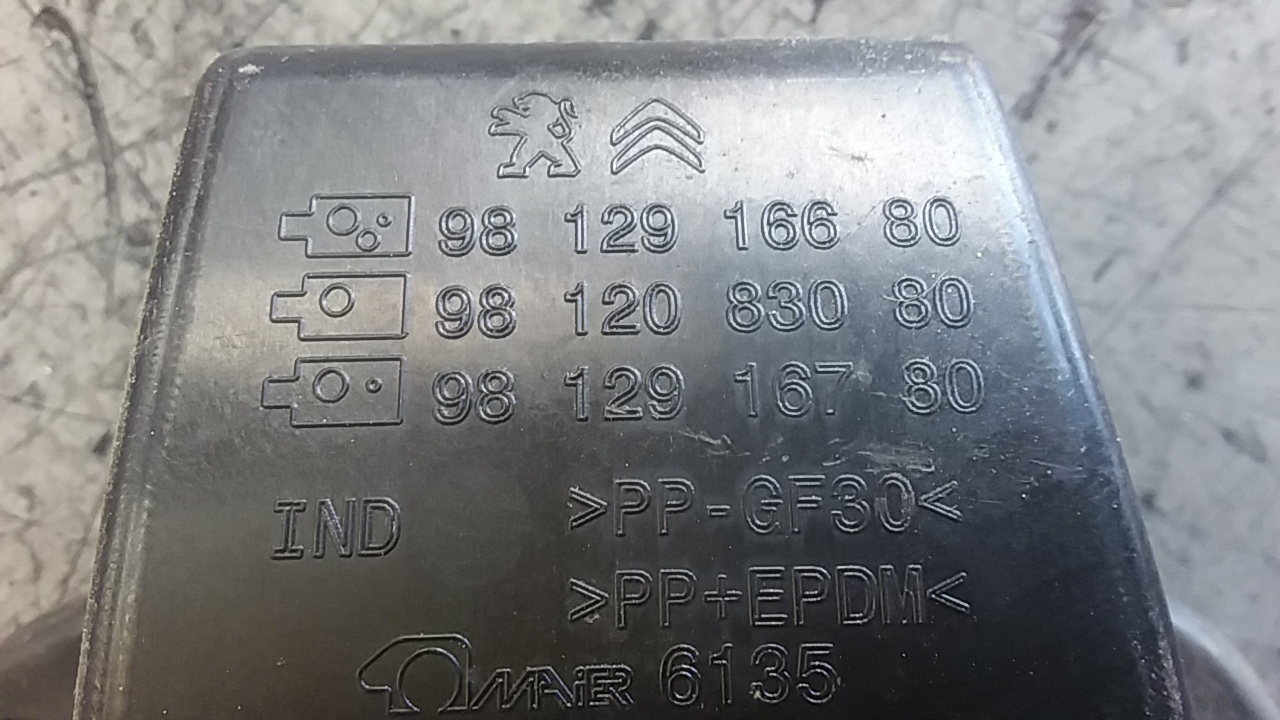 98 129 166 80
98 120 830 80
98 129 167 80
IND >PP-GF30<
>PP+EPDM<
MAiER 6135